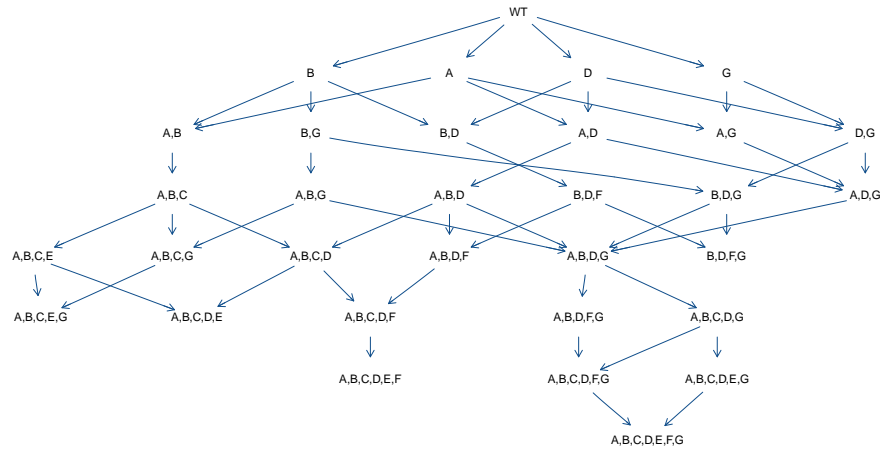 WT
B A D G
A,B B,G B,D A,D A,G D,G
A,B,C A,B,G A,B,D B,D,F B,D,G A,D,G
A,B,C,E A,B,C,G A,B,C,D A,B,D,F A,B,D,G B,D,F,G
A,B,C,E,G A,B,C,D,E A,B,C,D,F A,B,D,F,G A,B,C,D,G
A,B,C,D,E,F A,B,C,D,F,G A,B,C,D,E,G
A,B,C,D,E,F,G